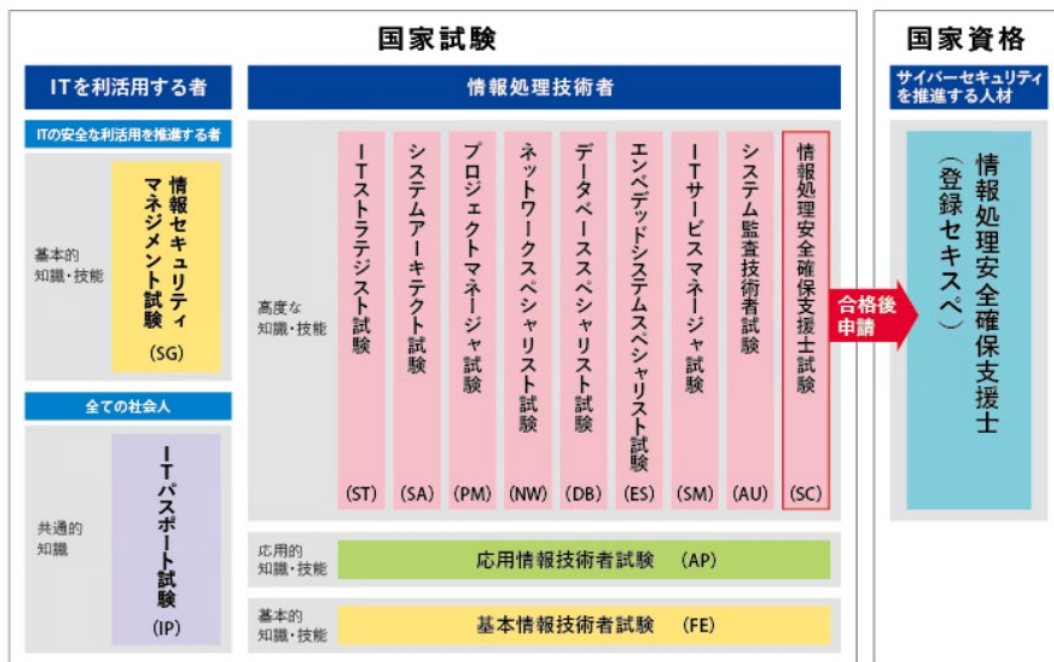 国家試験
国家資格
ITを利活用する者
情報処理技術者
サイバーセキュリティ
を推進する人材
ITの安全な利活用を推進する者
基本的
知識・技能
情報セキュリティ
マネジメント試験
(SG)
全ての社会人
共通的
知識
ITパスポート試験
(IP)
高度な
知識・技能
ITストラテジスト試験
(ST)
システムアーキテクト試験
(SA)
プロジェクトマネージャ試験
(PM)
ネットワークスペシャリスト試験
(NW)
データベーススペシャリスト試験
(DB)
エンベデッドシステムスペシャリスト試験
(ES)
ITサービスマネージャ試験
(SM)
システム監査技術者試験
(AU)
情報処理安全確保支援士試験
(SC)
合格後
申請
情報処理安全確保支援士
(登録セキスペ)
応用的
知識・技能
応用情報技術者試験 (AP)
基本的
知識・技能
基本情報技術者試験 (FE)